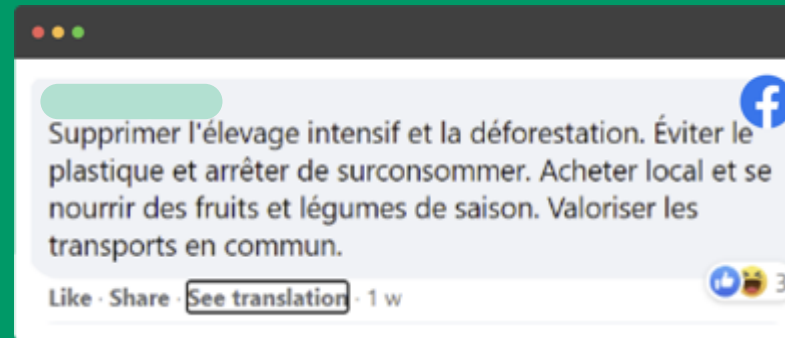 Supprimer l'élevage intensif et la déforestation. Éviter le
plastique et arrêter de surconsommer. Acheter local et se
nourrir des fruits et légumes de saison. Valoriser les
transports en commun.
3
Like · Share · See translation · 1 w